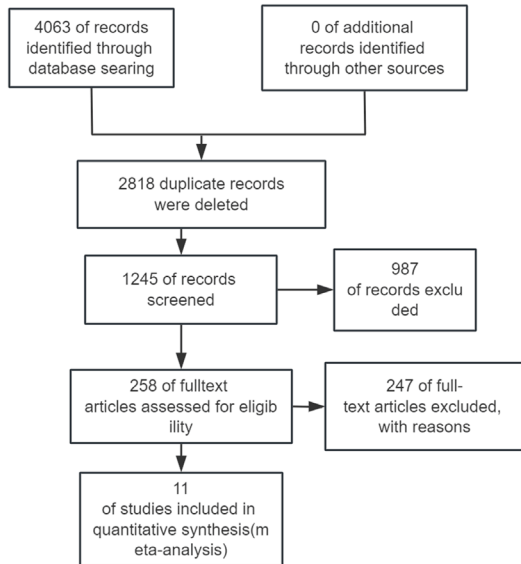 4063 of records
identified through
database searing
0 of additional
records identified
through other sources
2818 duplicate records
were deleted
1245 of records
screened
987
of records exclu
ded
258 of fulltext
articles assessed for eligib
ility
247 of full-
text articles excluded,
with reasons
11
of studies included in
quantitative synthesis(m
eta-analysis)